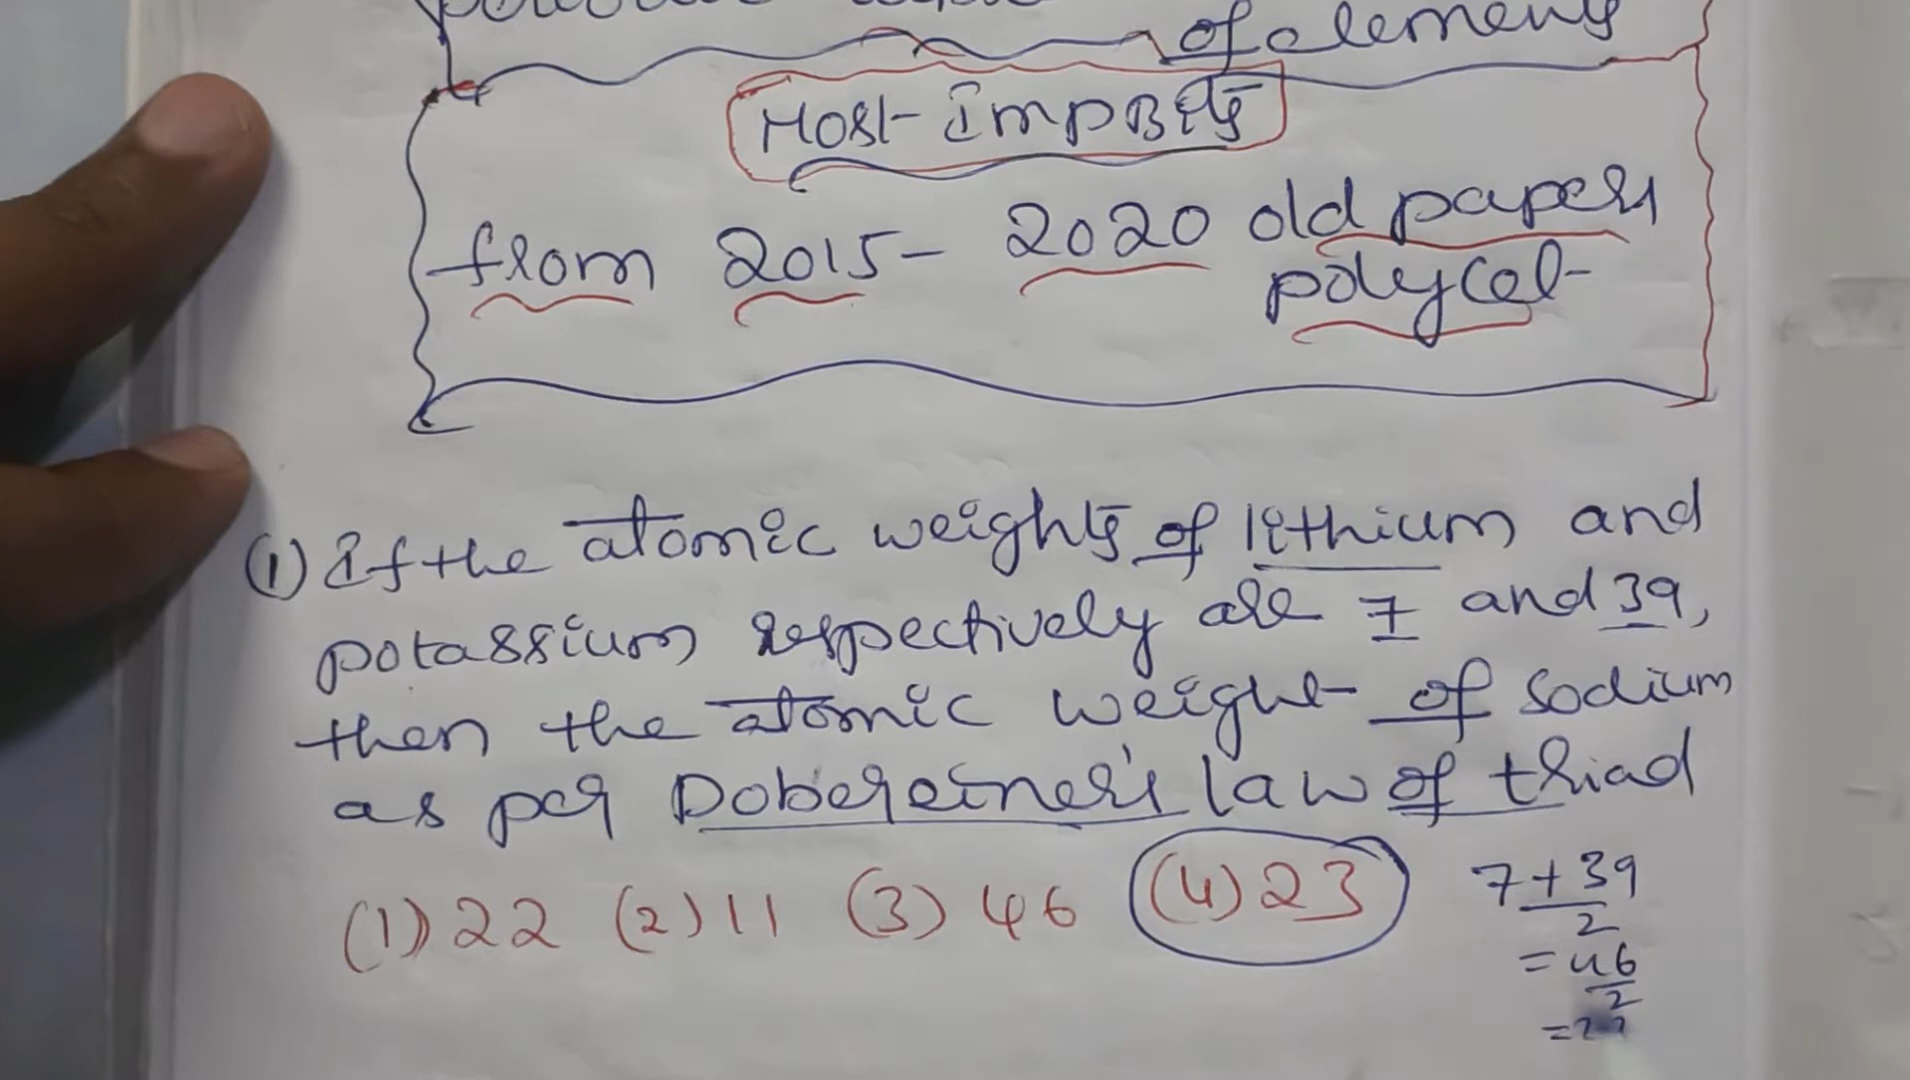 of elements
Most Imp Bits
from 2015- 2020 old papers
polycet
(1) If the atomic weights of lithium and
potassium respectively are 7 and 39,
then the atomic weight of sodium
as per Dobereiner's law of triad
(1) 22 (2) 11 (3) 46 (4) 23
7+39
2
= 46
2
=